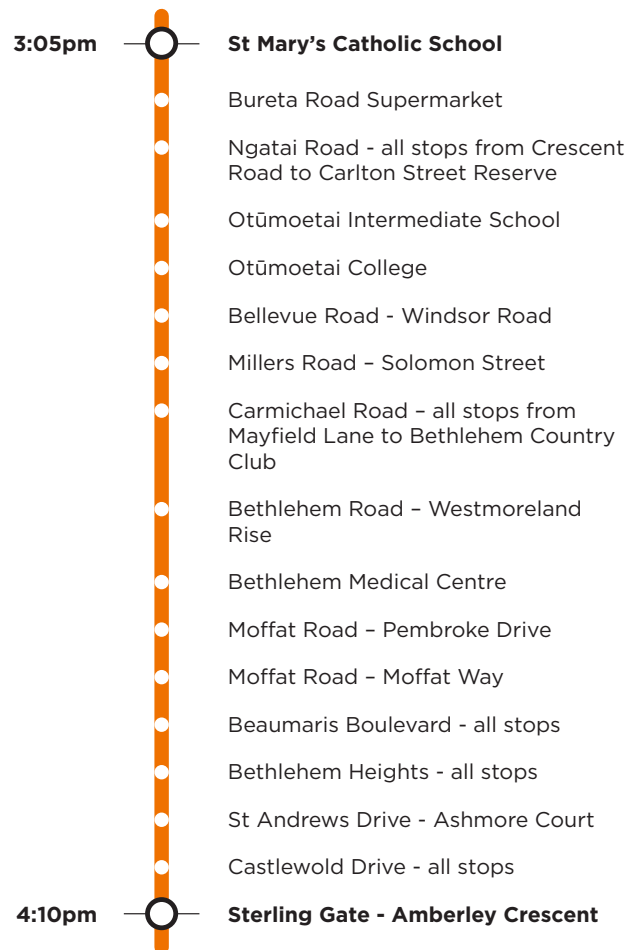 3:05pm St Mary's Catholic School
Bureta Road Supermarket
Ngatai Road - all stops from Crescent
Road to Carlton Street Reserve
Otūmoetai Intermediate School
Otūmoetai College
Bellevue Road - Windsor Road
Millers Road – Solomon Street
Carmichael Road – all stops from
Mayfield Lane to Bethlehem Country
Club
Bethlehem Road – Westmoreland
Rise
Bethlehem Medical Centre
Moffat Road – Pembroke Drive
Moffat Road – Moffat Way
Beaumaris Boulevard - all stops
Bethlehem Heights - all stops
St Andrews Drive - Ashmore Court
Castlewold Drive - all stops
4:10pm Sterling Gate - Amberley Crescent